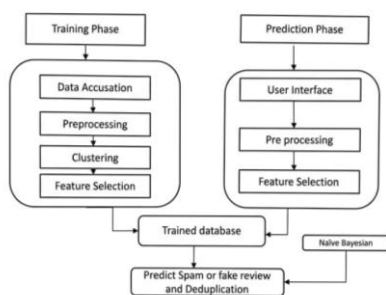 Training Phase
Prediction Phase
Data Accusation
Preprocessing
Clustering
Feature Selection
User Interface
Pre processing
Feature Selection
Trained database
Naïve Bayesian
Predict Spam or fake review
and Deduplication